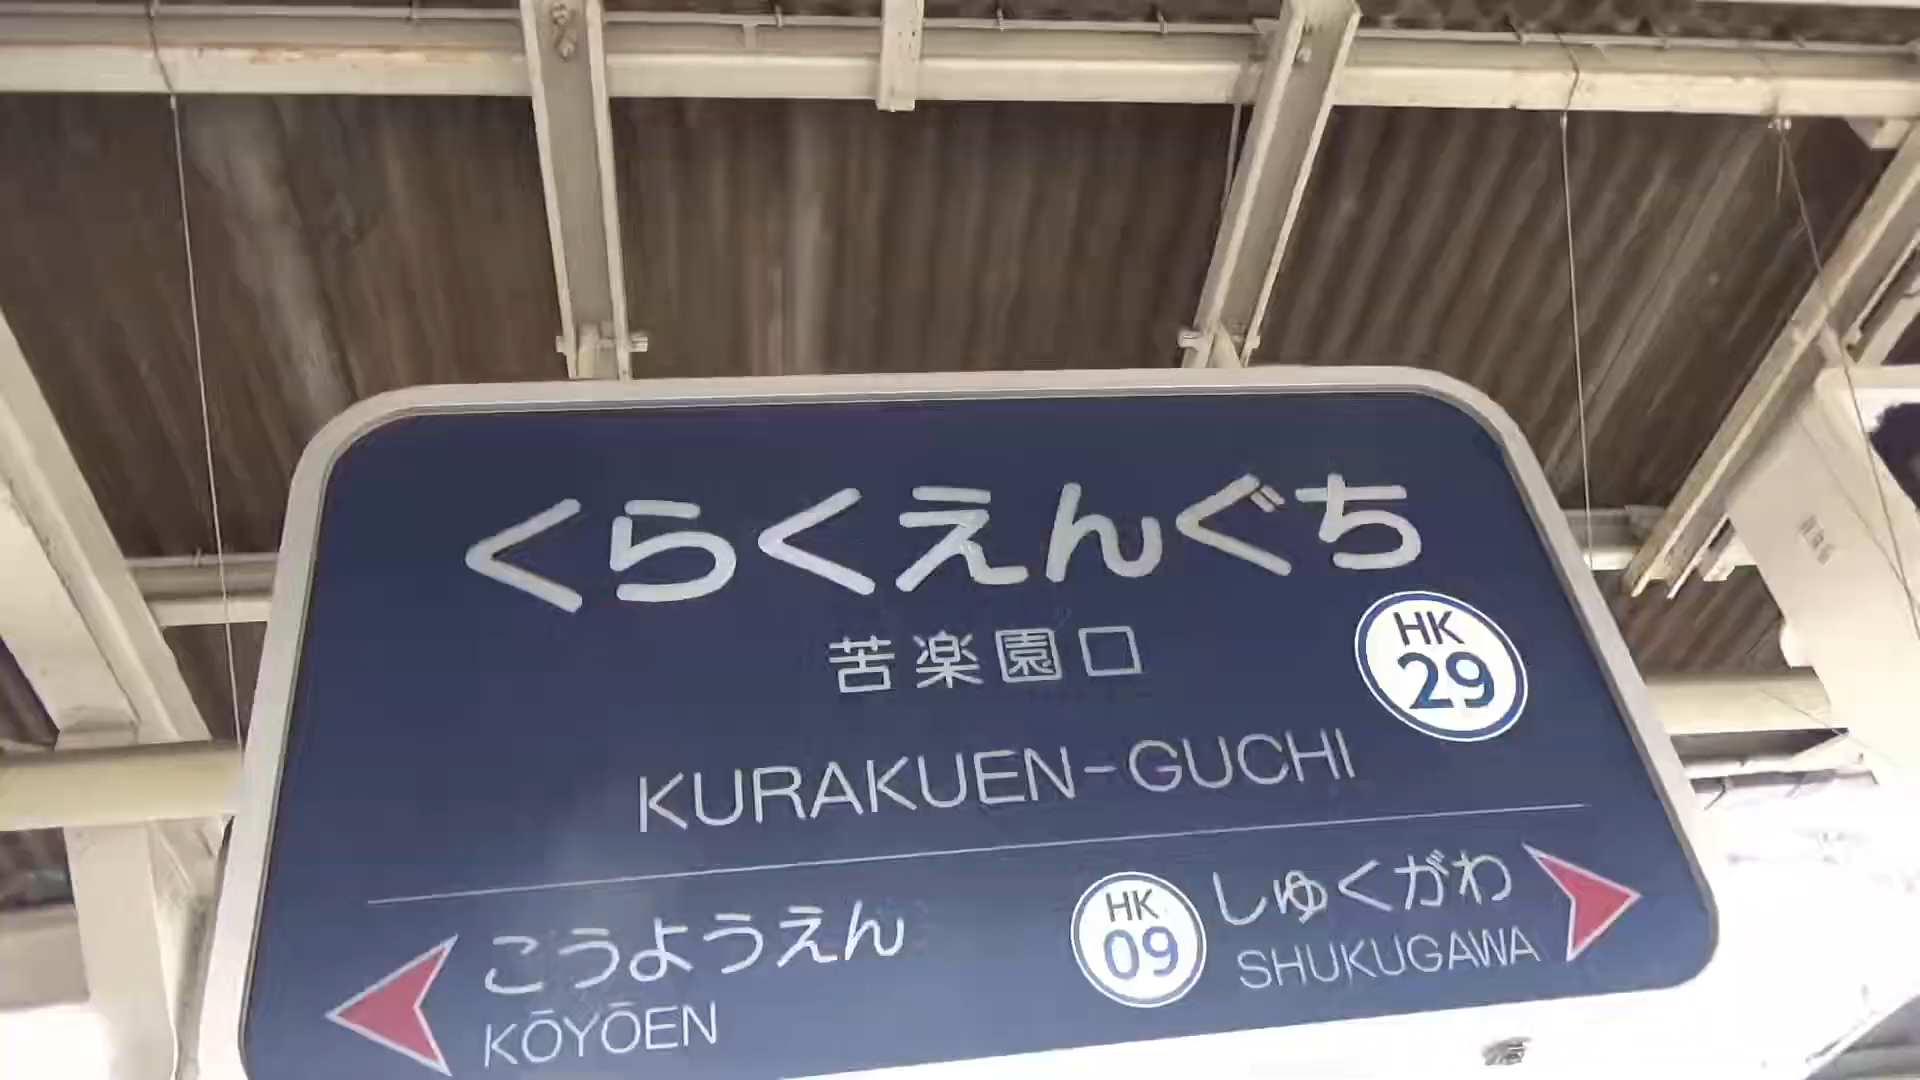 くらくえんぐち
苦楽園口
HK
29
KURAKUEN-GUCHI
こうようえん
KŌYŌEN
HK
09
しゅくがわ
SHUKUGAWA